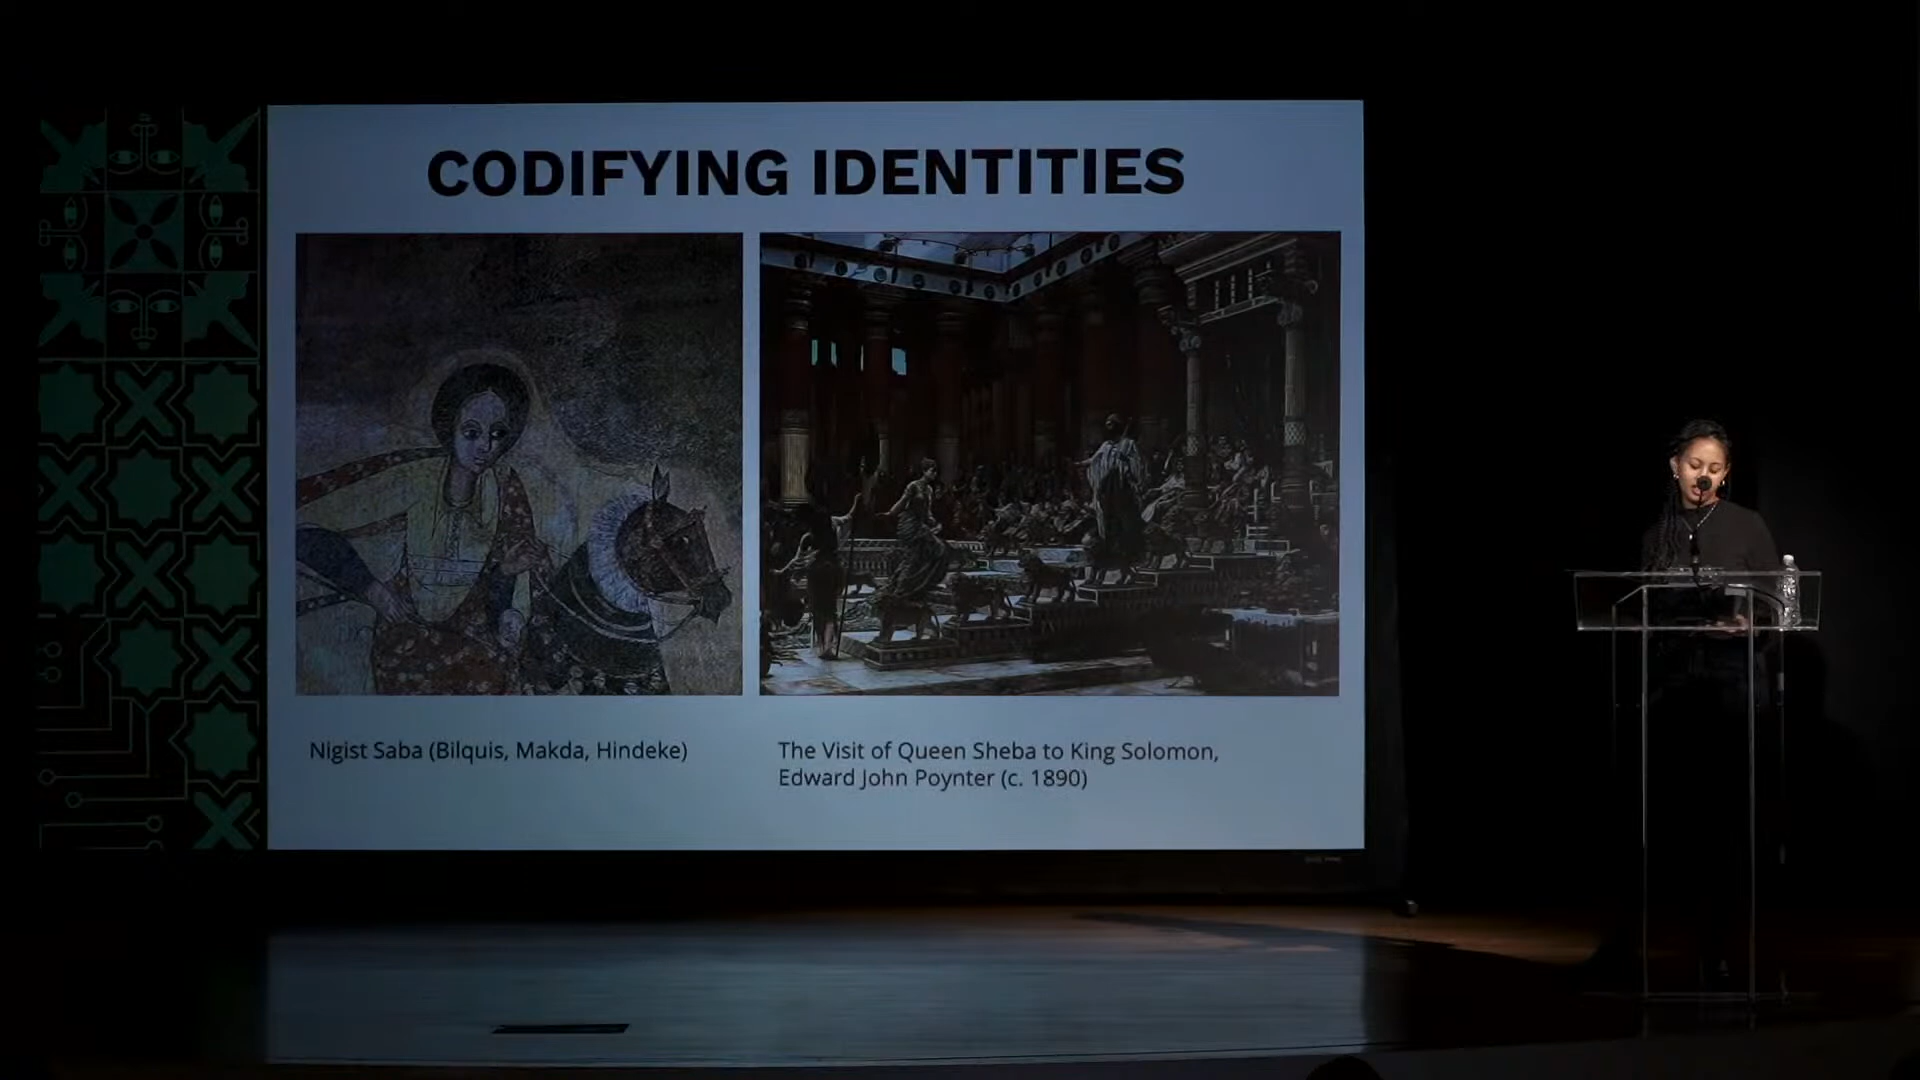 CODIFYING IDENTITIES
Nigist Saba (Bilquis, Makda, Hindeke)
The Visit of Queen Sheba to King Solomon,
Edward John Poynter (c. 1890)